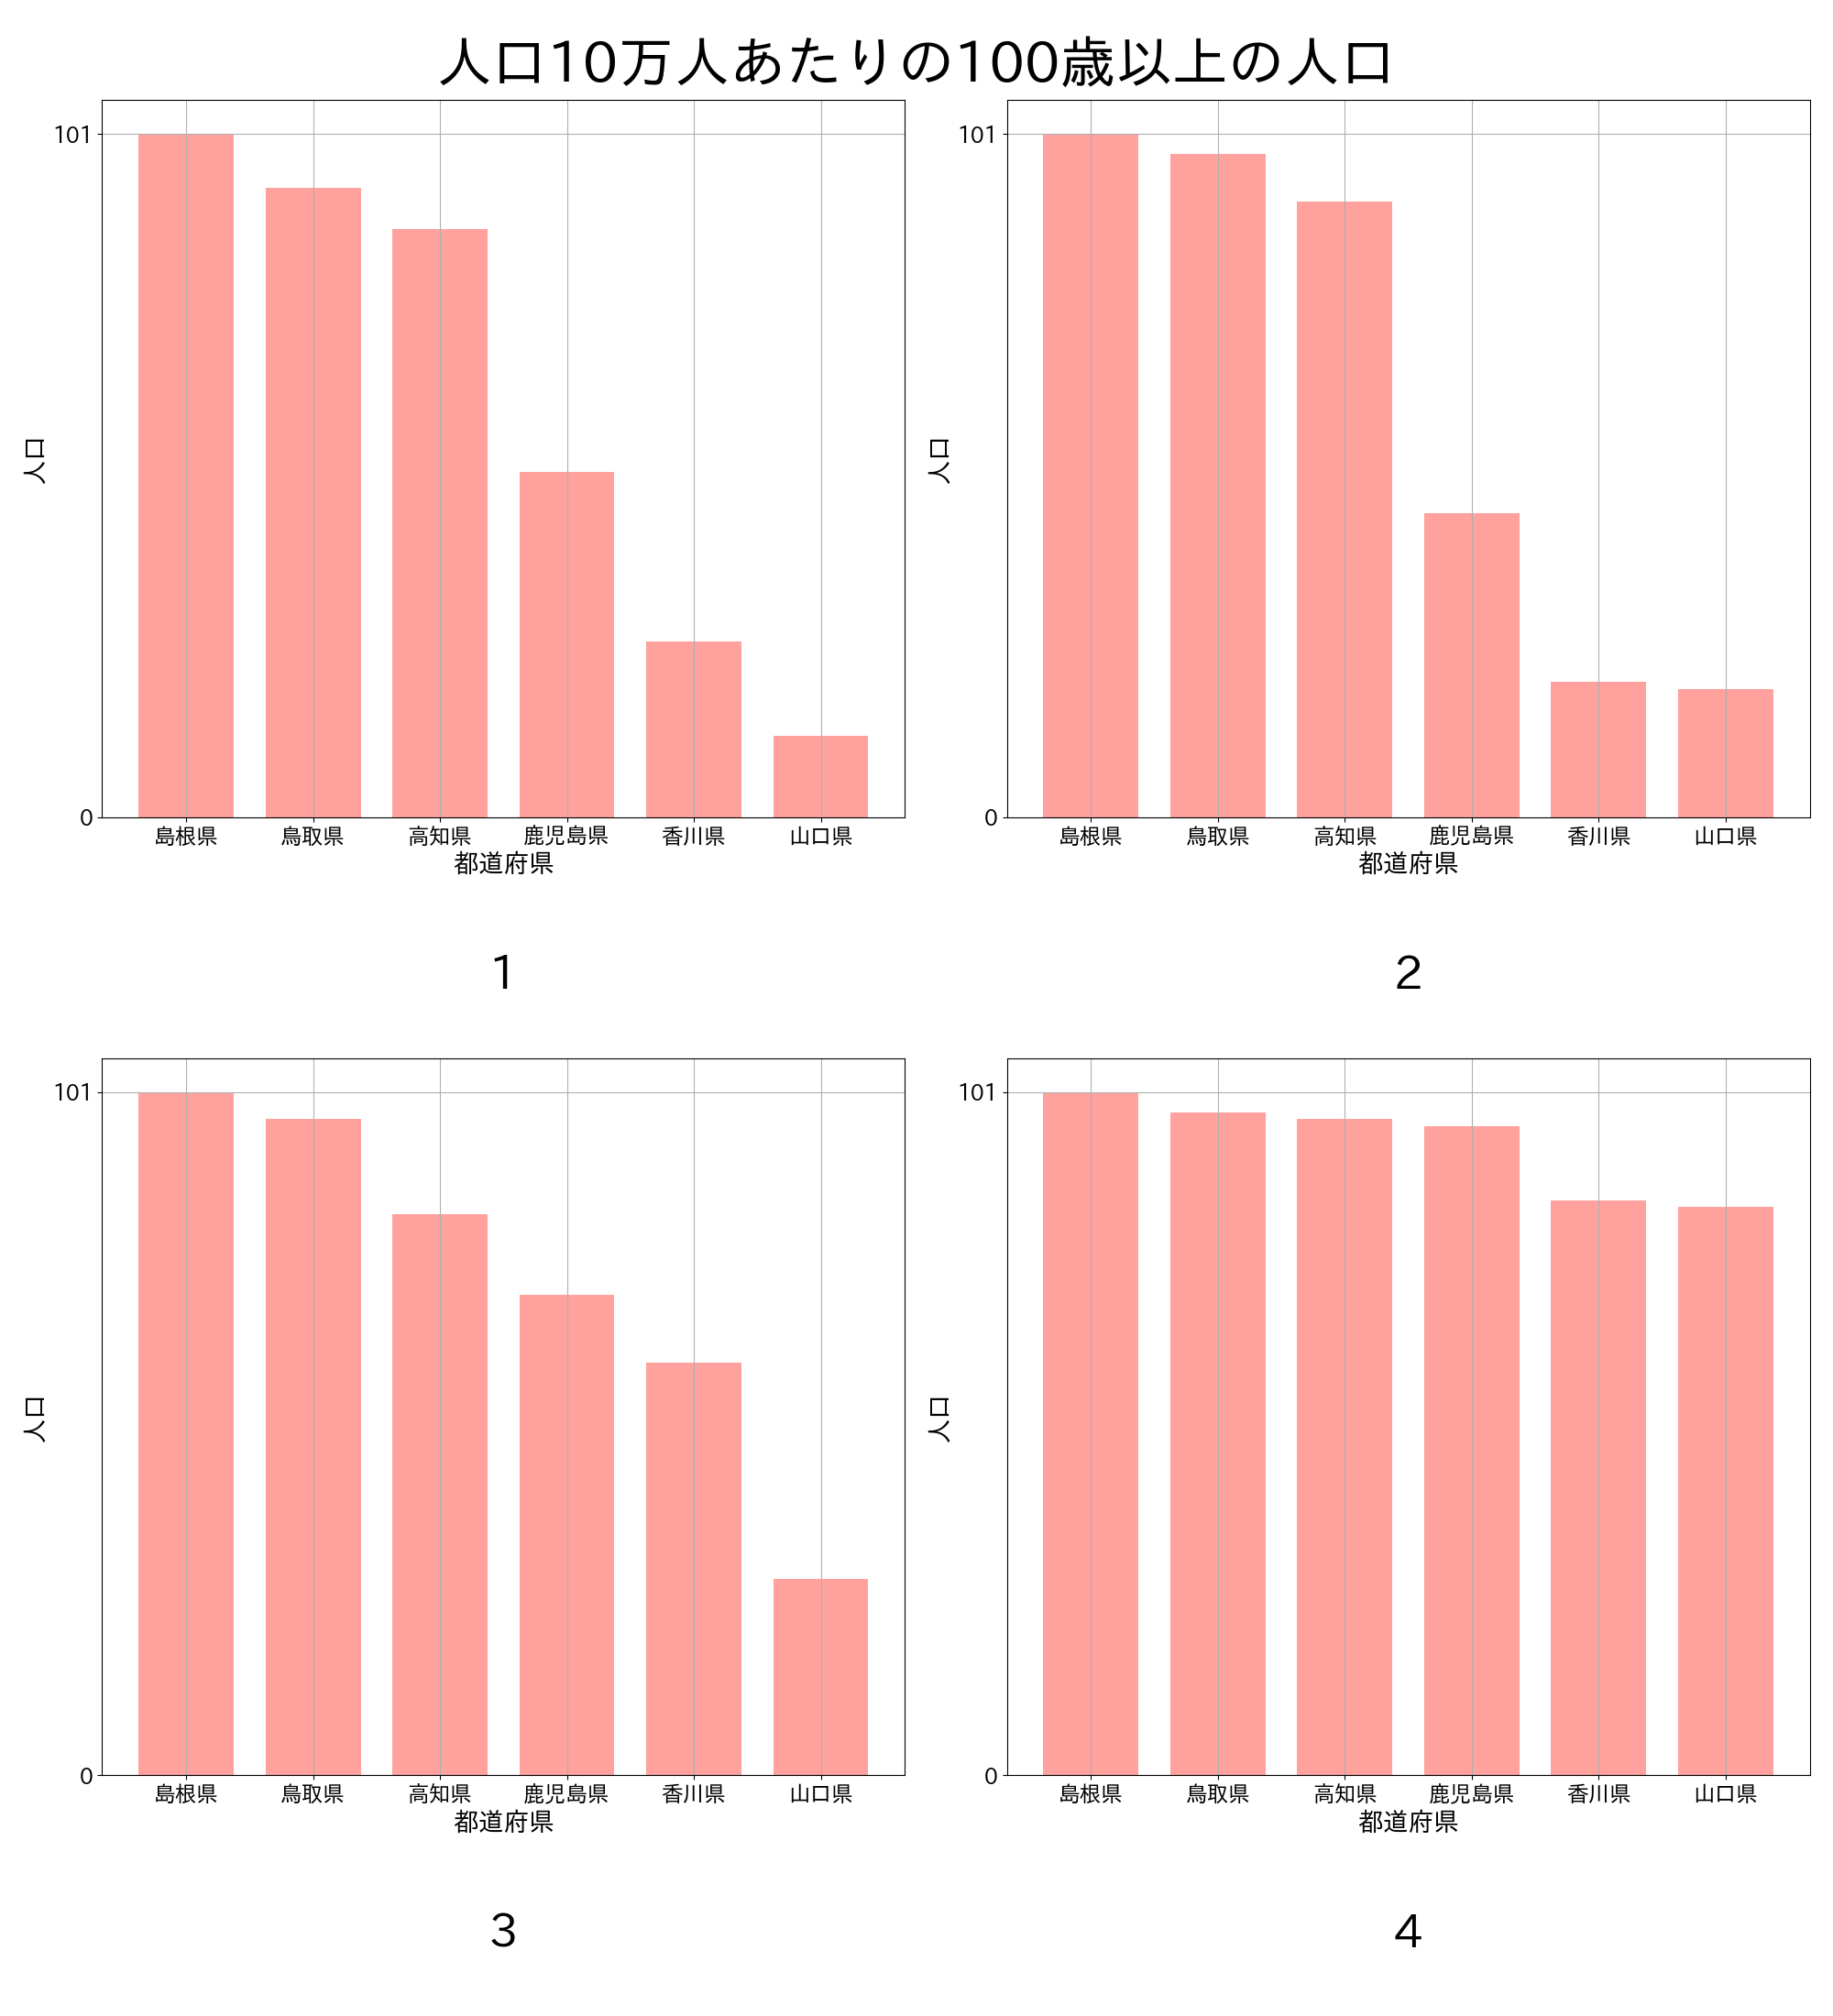 人口10万人あたりの100歳以上の人口
101
人口
0
島根県 鳥取県 高知県 鹿児島県 香川県 山口県
都道府県
1
101
人口
0
島根県 鳥取県 高知県 鹿児島県 香川県 山口県
都道府県
2
101
人口
0
島根県 鳥取県 高知県 鹿児島県 香川県 山口県
都道府県
3
101
人口
0
島根県 鳥取県 高知県 鹿児島県 香川県 山口県
都道府県
4